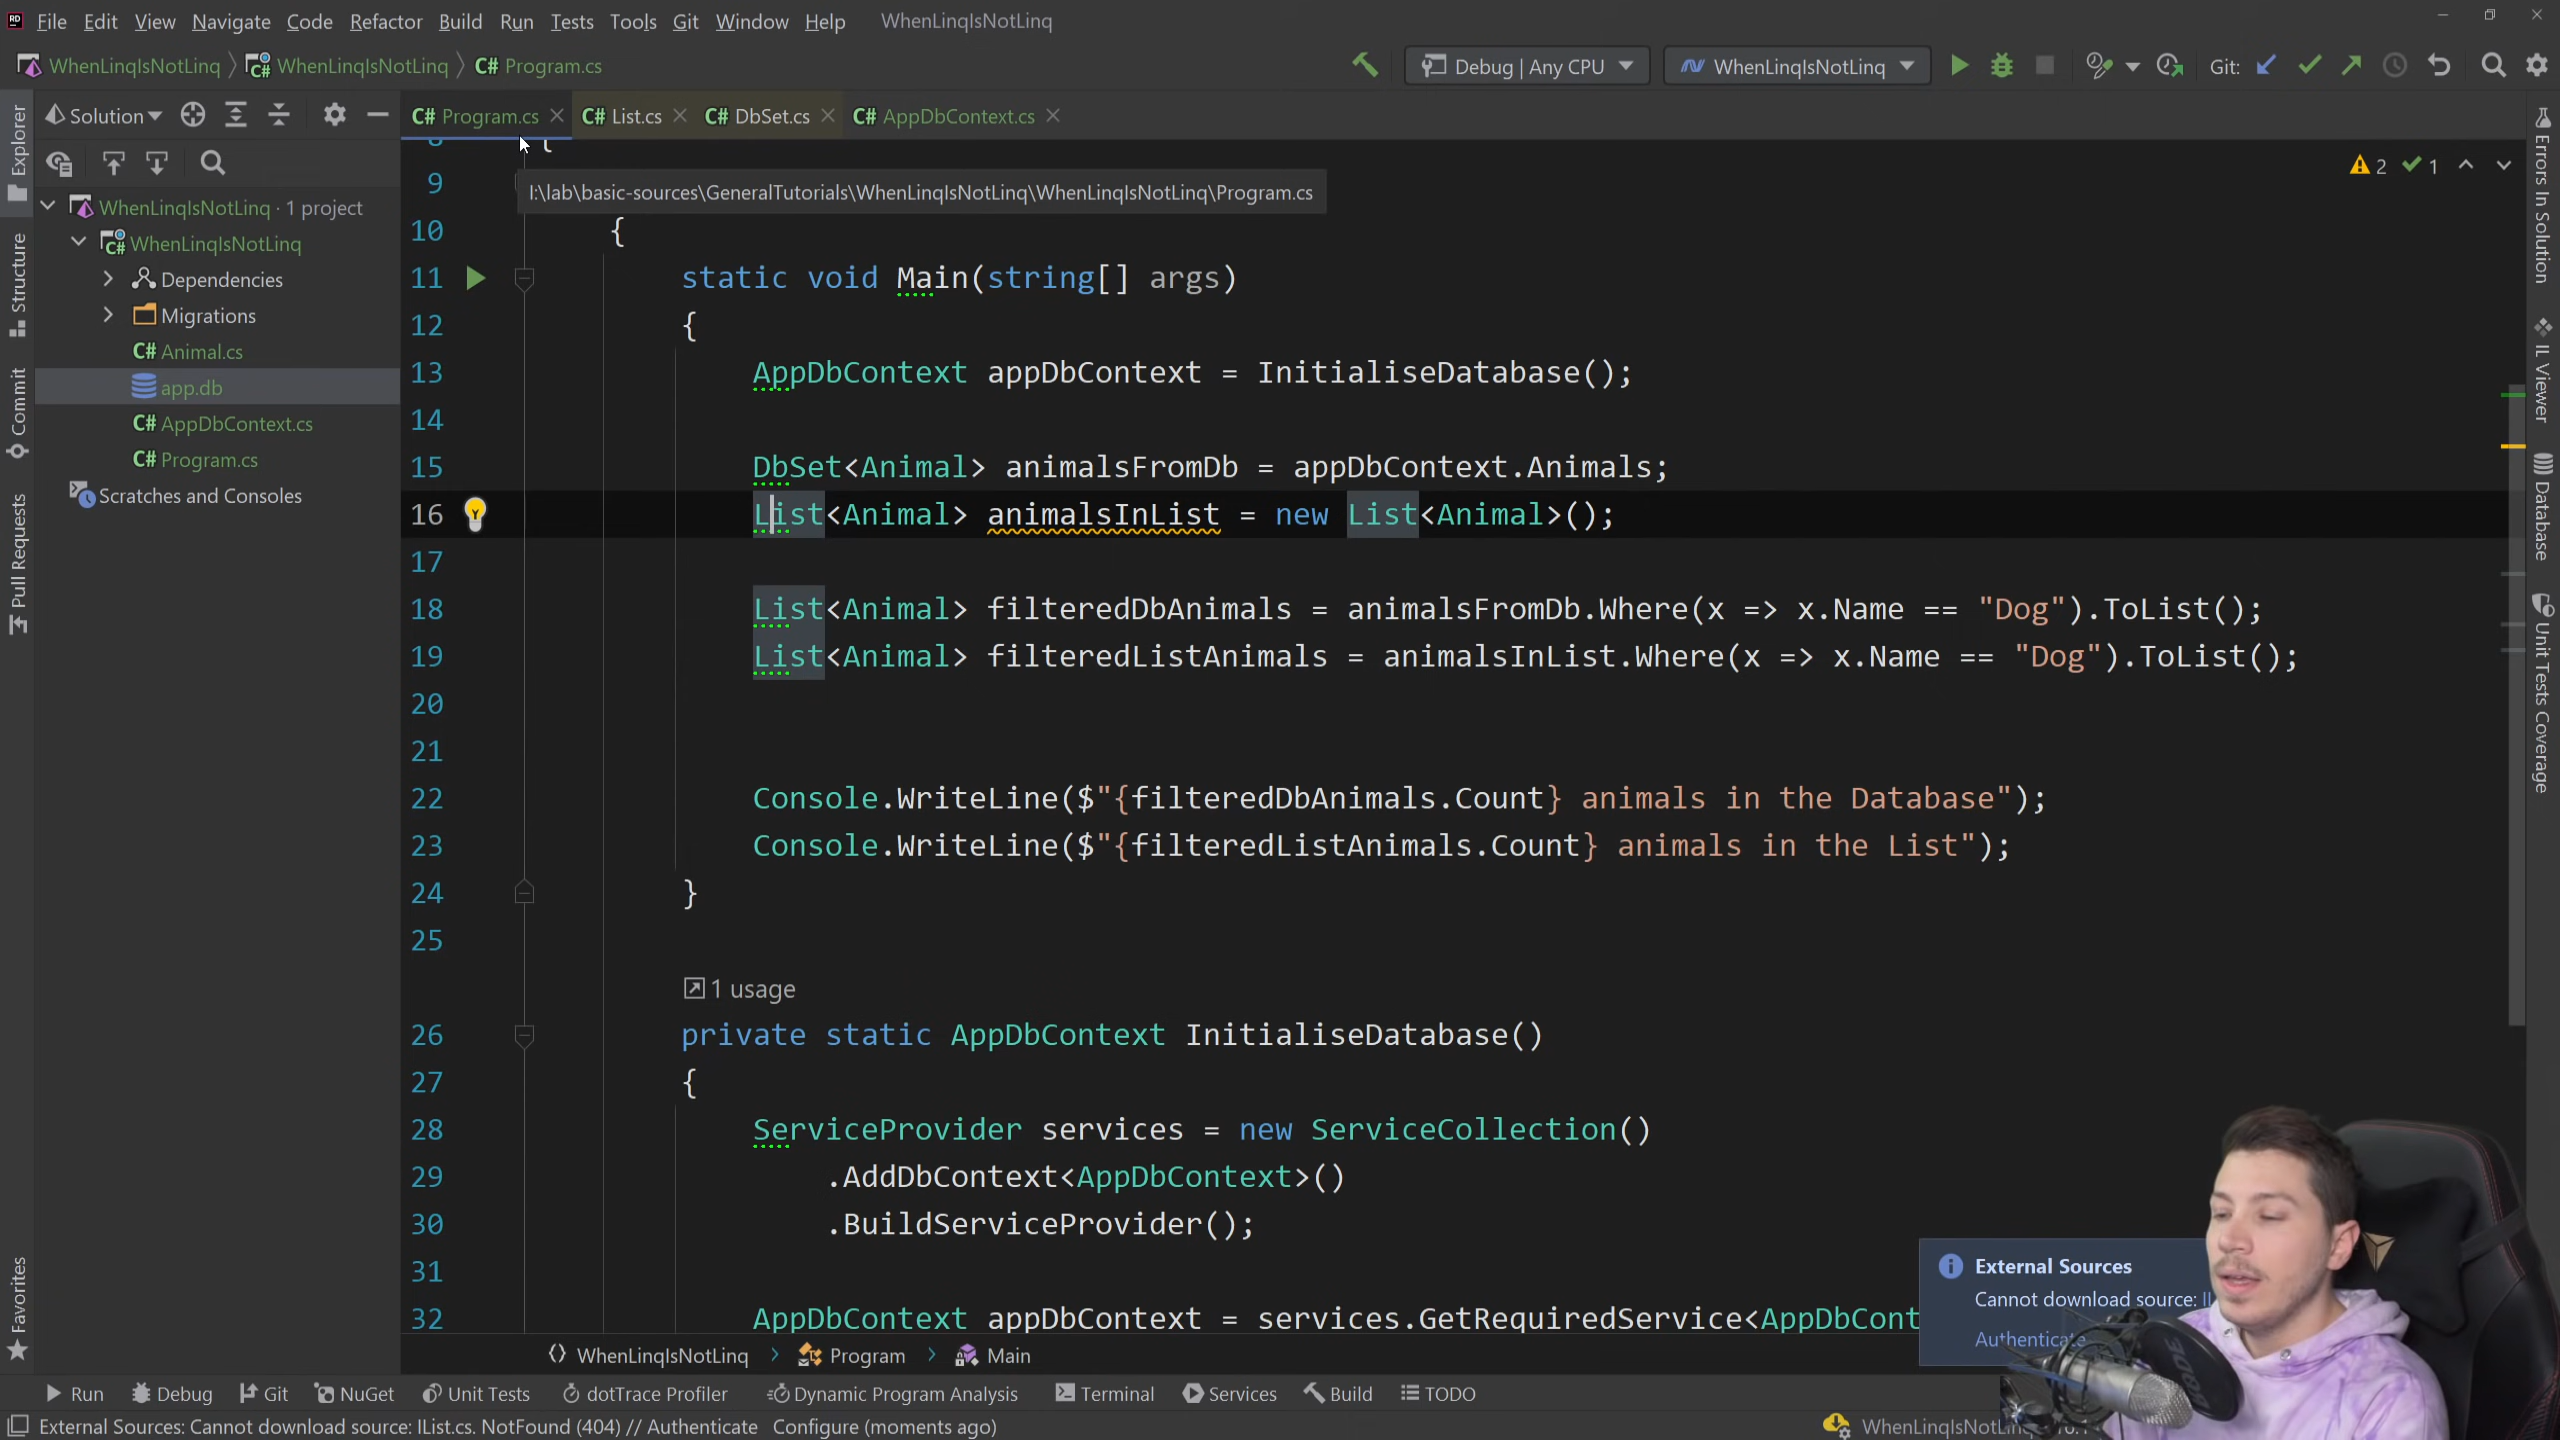 File Edit View Navigate Code Refactor Build Run Tests Tools Git Window Help WhenLinqIsNotLinq
WhenLinqIsNotLinq WhenLinqIsNotLinq C# Program.cs Debug | Any CPU WhenLinqIsNotLinq Git:
Solution
C# Program.cs C# List.cs C# DbSet.cs C# AppDbContext.cs
WhenLinqIsNotLinq · 1 project
WhenLinqIsNotLinq
Dependencies
Migrations
C# Animal.cs
app.db
C# AppDbContext.cs
C# Program.cs
Scratches and Consoles
Explorer
Structure
Commit
Pull Requests
Favorites
8 {
I:\lab\basic-sources\GeneralTutorials\WhenLinqIsNotLinq\WhenLinqIsNotLinq\Program.cs
2 1
9
10 {
11 static void Main(string[] args)
12 {
13 AppDbContext appDbContext = InitialiseDatabase();
14
15 DbSet<Animal> animalsFromDb = appDbContext.Animals;
16 List<Animal> animalsInList = new List<Animal>();
17
18 List<Animal> filteredDbAnimals = animalsFromDb.Where(x => x.Name == "Dog").ToList();
19 List<Animal> filteredListAnimals = animalsInList.Where(x => x.Name == "Dog").ToList();
20
21
22 Console.WriteLine($"{filteredDbAnimals.Count} animals in the Database");
23 Console.WriteLine($"{filteredListAnimals.Count} animals in the List");
24 }
25
1 usage
26 private static AppDbContext InitialiseDatabase()
27 {
28 ServiceProvider services = new ServiceCollection()
29 .AddDbContext<AppDbContext>()
30 .BuildServiceProvider();
31
32 AppDbContext appDbContext = services.GetRequiredService<AppDbCont
Errors In Solution
IL Viewer
Database
Unit Tests Coverage
External Sources
Cannot download source:
Authenticate
RODE
WhenLinqIsNotLinq Program Main
Run Debug Git NuGet Unit Tests dotTrace Profiler Dynamic Program Analysis Terminal Services Build TODO
External Sources: Cannot download source: IList.cs. NotFound (404) // Authenticate Configure (moments ago) WhenLinqIsNotLi